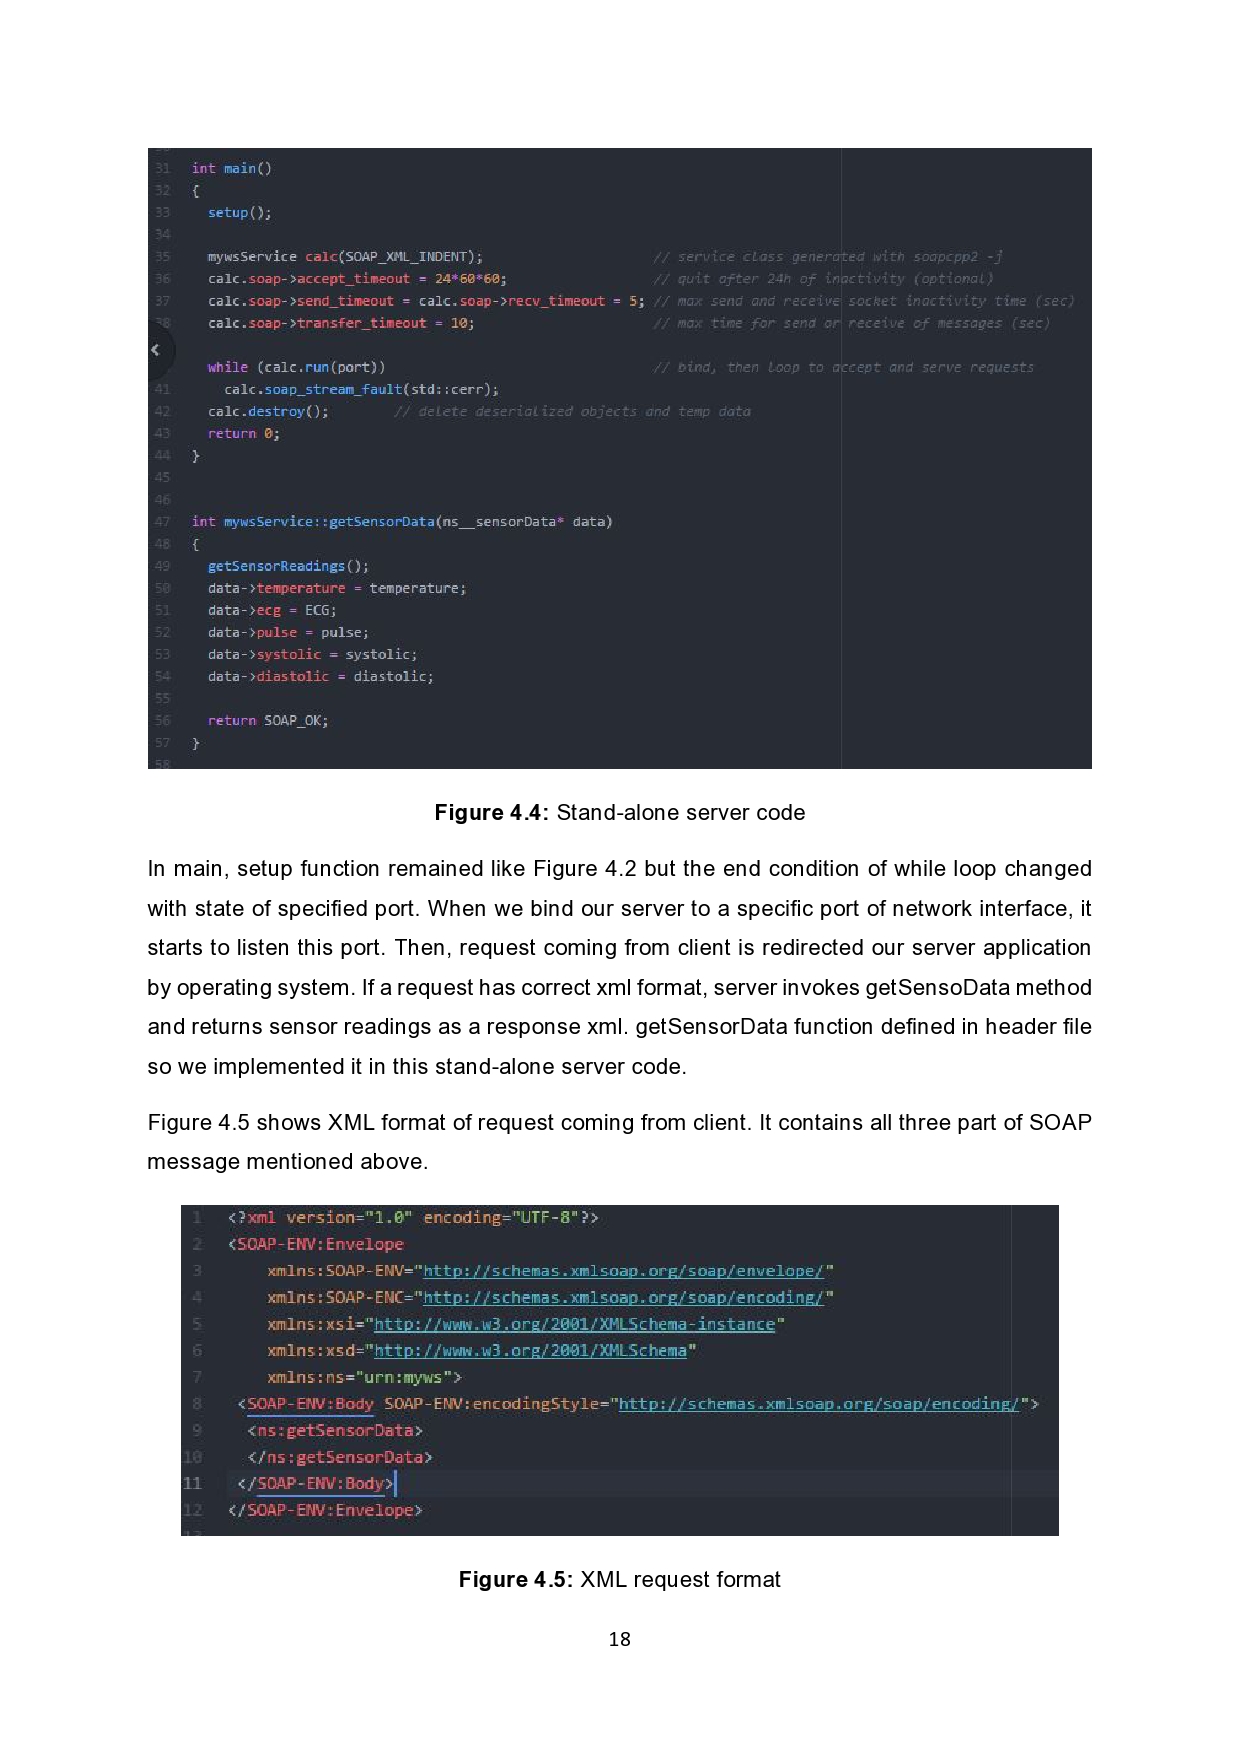 31 int main()
32 {
33 setup();
34
35 mywsService calc(SOAP_XML_INDENT); // service class generated with soapcpp2 -j
36 calc.soap->accept_timeout = 24*60*60; // quit after 24h of inactivity (optional)
37 calc.soap->send_timeout = calc.soap->recv_timeout = 5; // max send and receive socket inactivity time (sec)
38 calc.soap->transfer_timeout = 10; // max time for send or receive of messages (sec)
while (calc.run(port)) // bind, then loop to accept and serve requests
41 calc.soap_stream_fault(std::cerr);
42 calc.destroy(); // delete deserialized objects and temp data
43 return 0;
44 }
45
46
47 int mywsService::getSensorData(ns__sensorData* data)
48 {
49 getSensorReadings();
50 data->temperature = temperature;
51 data->ecg = ECG;
52 data->pulse = pulse;
53 data->systolic = systolic;
54 data->diastolic = diastolic;
55
56 return SOAP_OK;
57 }
58
Figure 4.4: Stand-alone server code
In main, setup function remained like Figure 4.2 but the end condition of while loop changed
with state of specified port. When we bind our server to a specific port of network interface, it
starts to listen this port. Then, request coming from client is redirected our server application
by operating system. If a request has correct xml format, server invokes getSensoData method
and returns sensor readings as a response xml. getSensorData function defined in header file
so we implemented it in this stand-alone server code.
Figure 4.5 shows XML format of request coming from client. It contains all three part of SOAP
message mentioned above.
1 <?xml version="1.0" encoding="UTF-8"?>
2 <SOAP-ENV:Envelope
3 xmlns:SOAP-ENV="http://schemas.xmlsoap.org/soap/envelope/"
4 xmlns:SOAP-ENC="http://schemas.xmlsoap.org/soap/encoding/"
5 xmlns:xsi="http://www.w3.org/2001/XMLSchema-instance"
6 xmlns:xsd="http://www.w3.org/2001/XMLSchema"
7 xmlns:ns="urn:myws">
8 <SOAP-ENV:Body SOAP-ENV:encodingStyle="http://schemas.xmlsoap.org/soap/encoding/">
9 <ns:getSensorData>
10 </ns:getSensorData>
11 </SOAP-ENV:Body>
12 </SOAP-ENV:Envelope>
Figure 4.5: XML request format
18